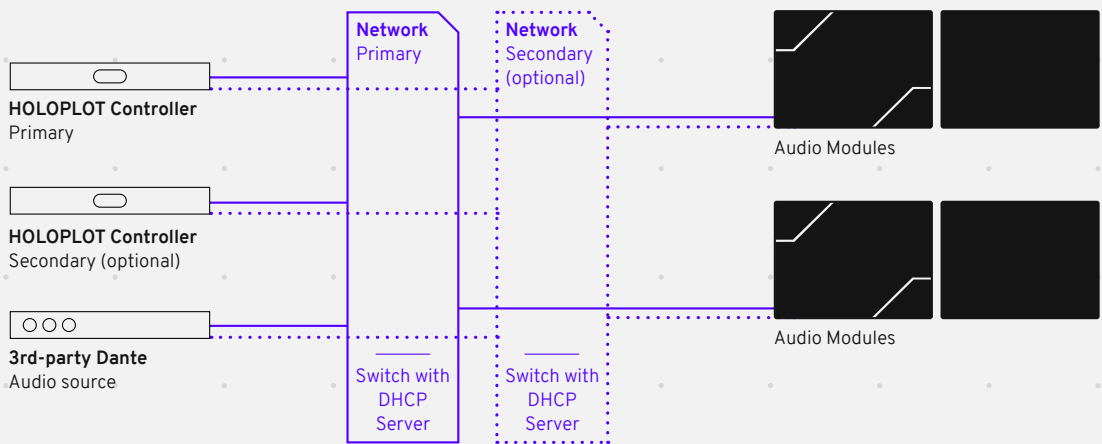 Network
Primary
Network
Secondary
(optional)
HOLOPLOT Controller
Primary
Audio Modules
HOLOPLOT Controller
Secondary (optional)
3rd-party Dante
Audio source
Audio Modules
Switch with
DHCP
Server
Switch with
DHCP
Server